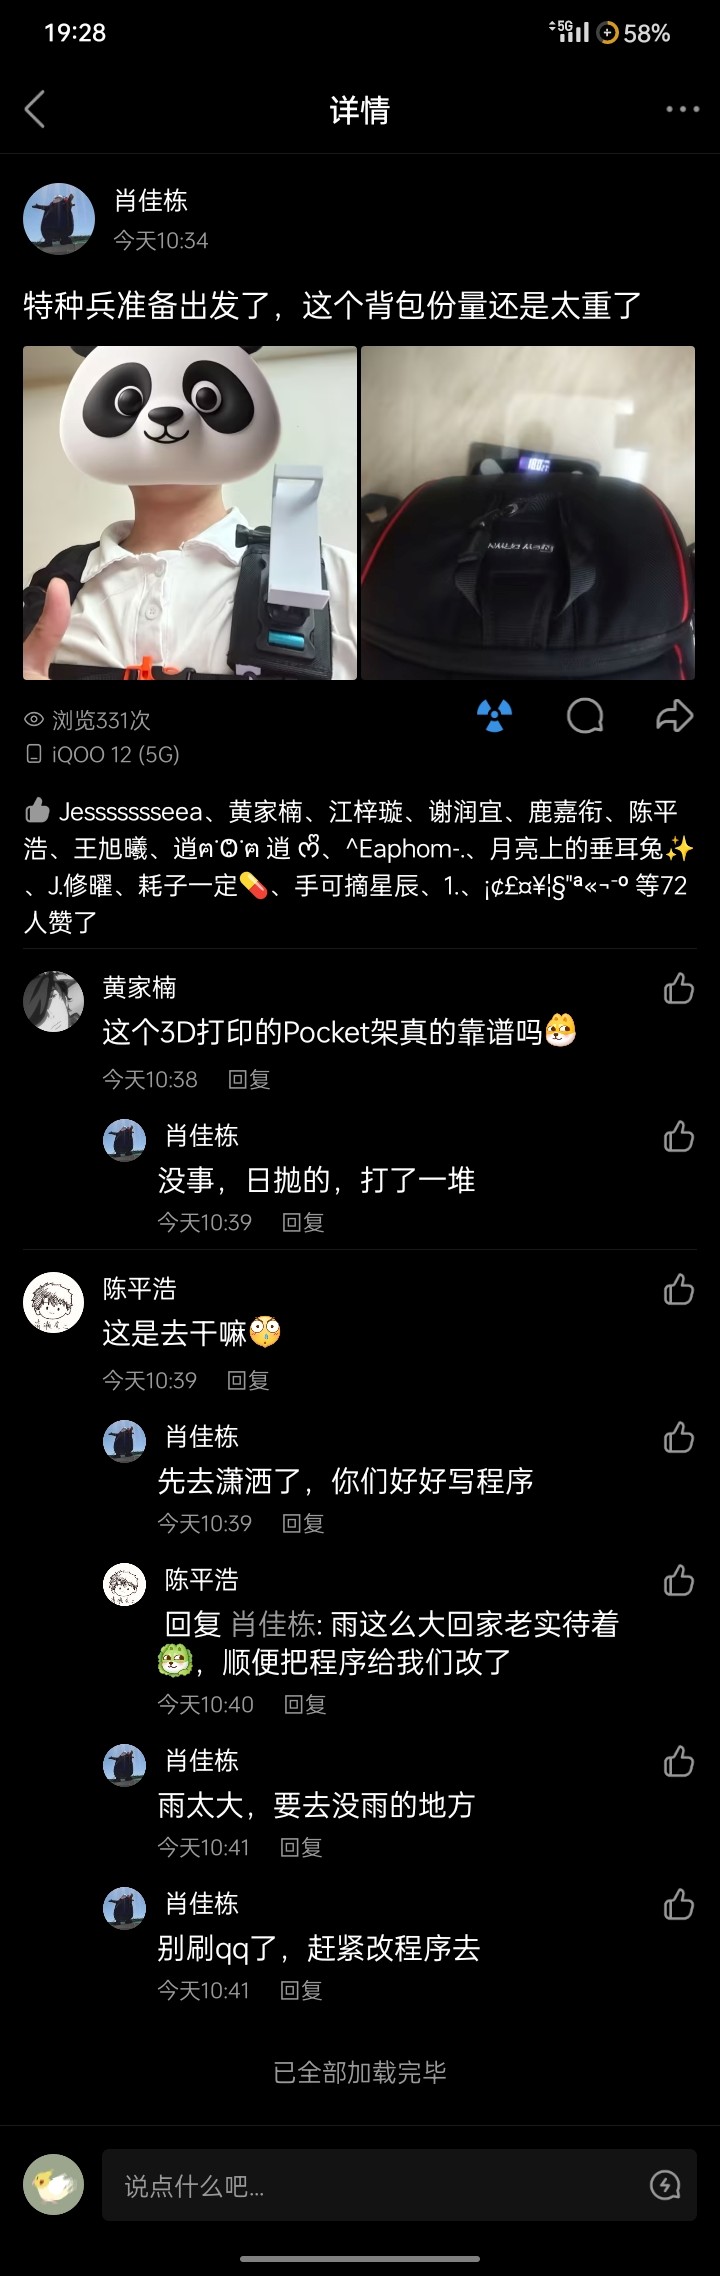 19:28
5G
58%
详情
肖佳栋
今天10:34
特种兵准备出发了，这个背包份量还是太重了
浏览331次
iQOO 12 (5G)
Jesssssssseea、黄家楠、江梓璇、谢润宜、鹿嘉衔、陈平
浩、王旭曦、逍ฅ˙Ꙫ˙ฅ 逍 ෆ、^Eaphom-.、月亮上的垂耳兔✨
、J.修曜、耗子一定💊、手可摘星辰、1.、¡¢£¤¥¦§"ª«¬¯º 等72
人赞了
黄家楠
这个3D打印的Pocket架真的靠谱吗
今天10:38 回复
肖佳栋
没事，日抛的，打了一堆
今天10:39 回复
陈平浩
这是去干嘛
今天10:39 回复
肖佳栋
先去潇洒了，你们好好写程序
今天10:39 回复
陈平浩
回复 肖佳栋: 雨这么大回家老实待着
，顺便把程序给我们改了
今天10:40 回复
肖佳栋
雨太大，要去没雨的地方
今天10:41 回复
肖佳栋
别刷qq了，赶紧改程序去
今天10:41 回复
已全部加载完毕
说点什么吧...